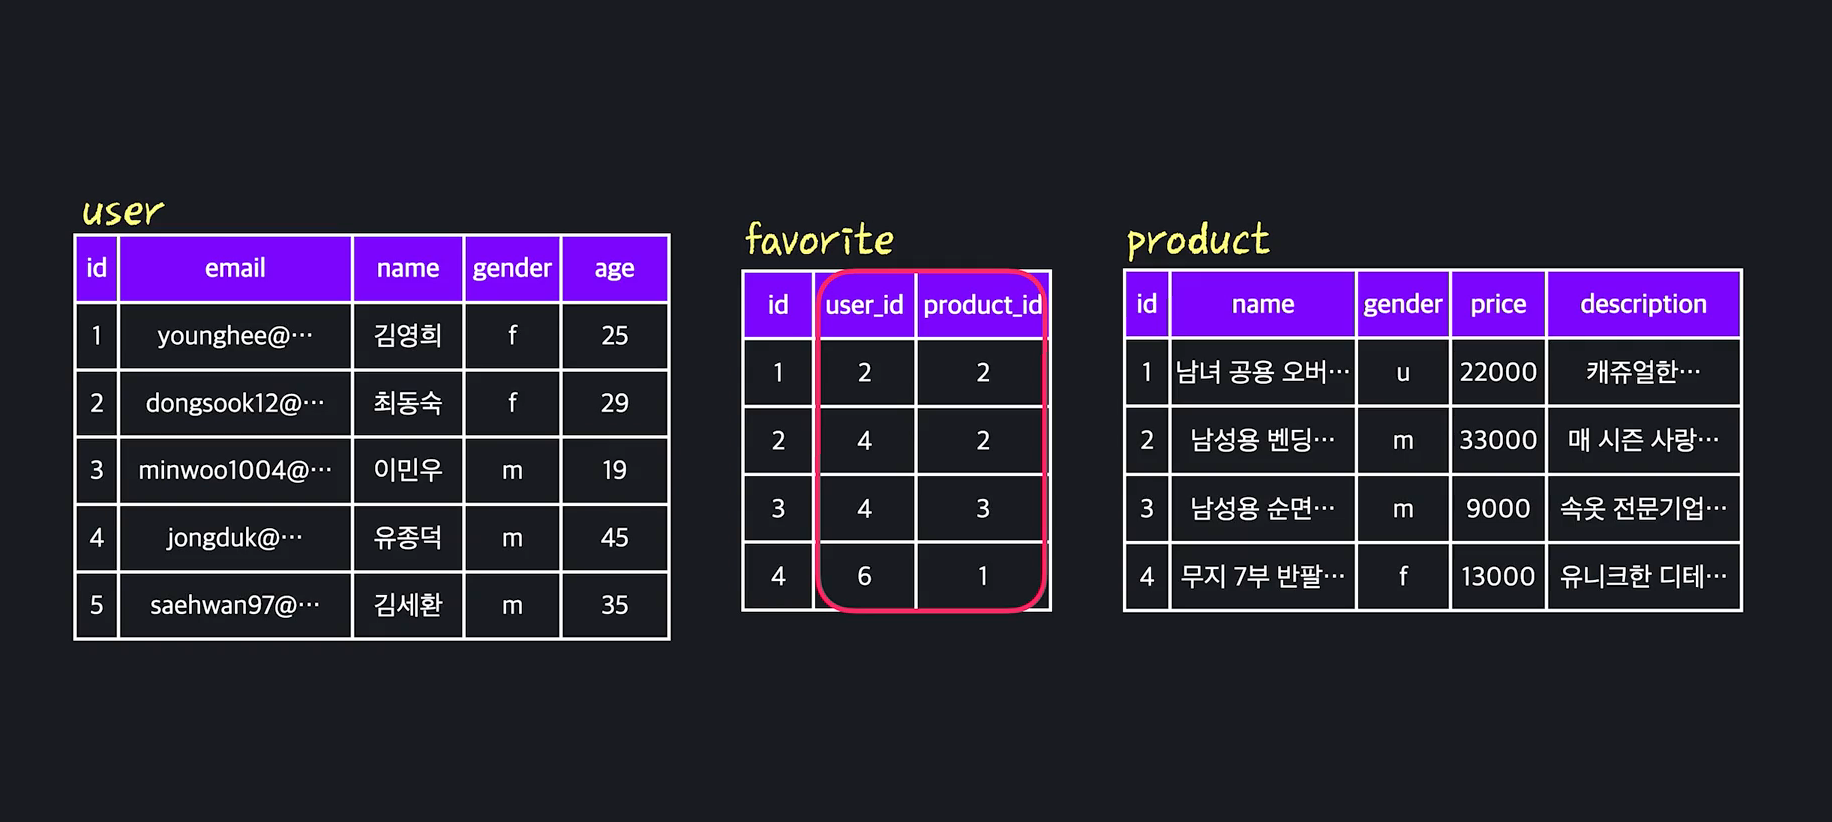 user
id email name gender age
1 younghee@··· 김영희 f 25
2 dongsook12@··· 최동숙 f 29
3 minwoo1004@··· 이민우 m 19
4 jongduk@··· 유종덕 m 45
5 saehwan97@··· 김세환 m 35
favorite
id user_id product_id
1 2 2
2 4 2
3 4 3
4 6 1
product
id name gender price description
1 남녀 공용 오버··· u 22000 캐쥬얼한···
2 남성용 벤딩··· m 33000 매 시즌 사랑···
3 남성용 순면··· m 9000 속옷 전문기업···
4 무지 7부 반팔··· f 13000 유니크한 디테···